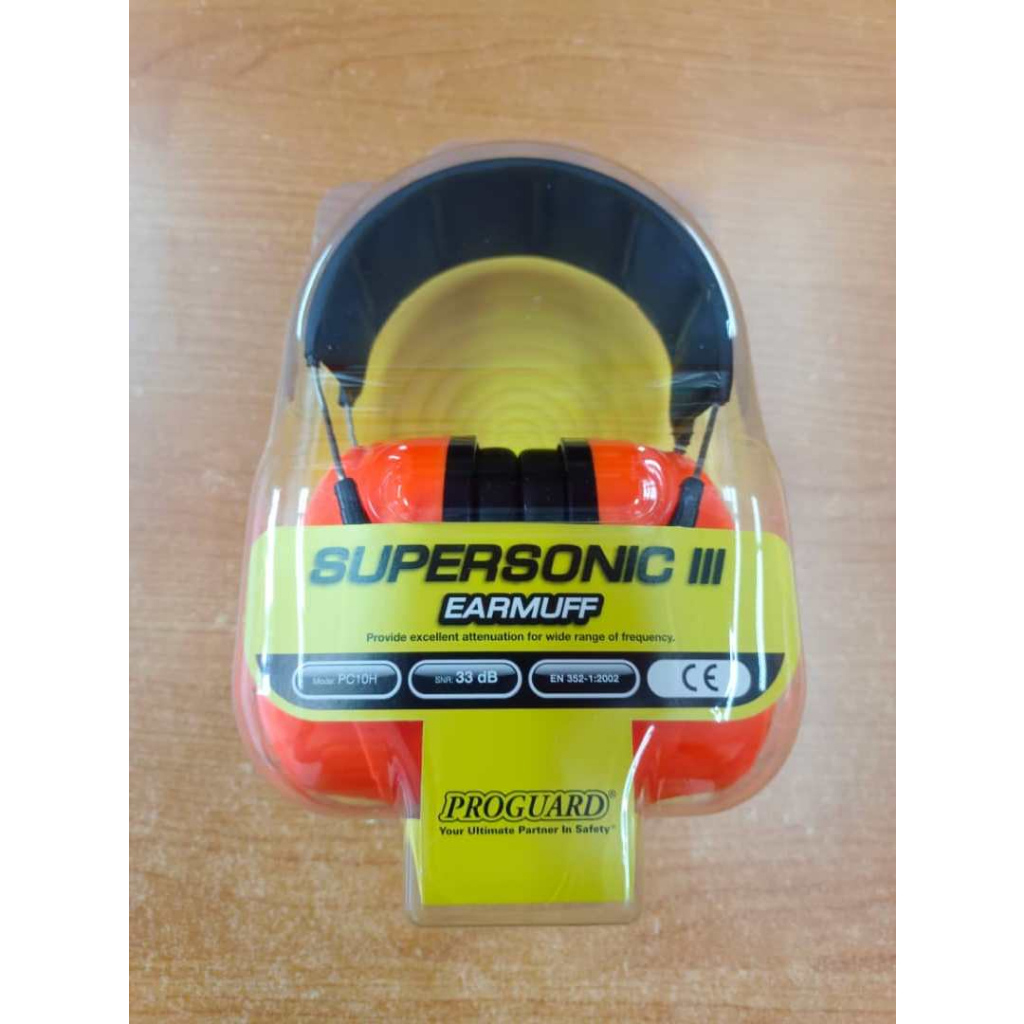 SUPERSONIC III
EARMUFF
Provide excellent attenuation for wide range of frequency.
Model: PC10H SNR: 33 dB EN 352-1:2002 CE
PROGUARD®
Your Ultimate Partner In Safety®